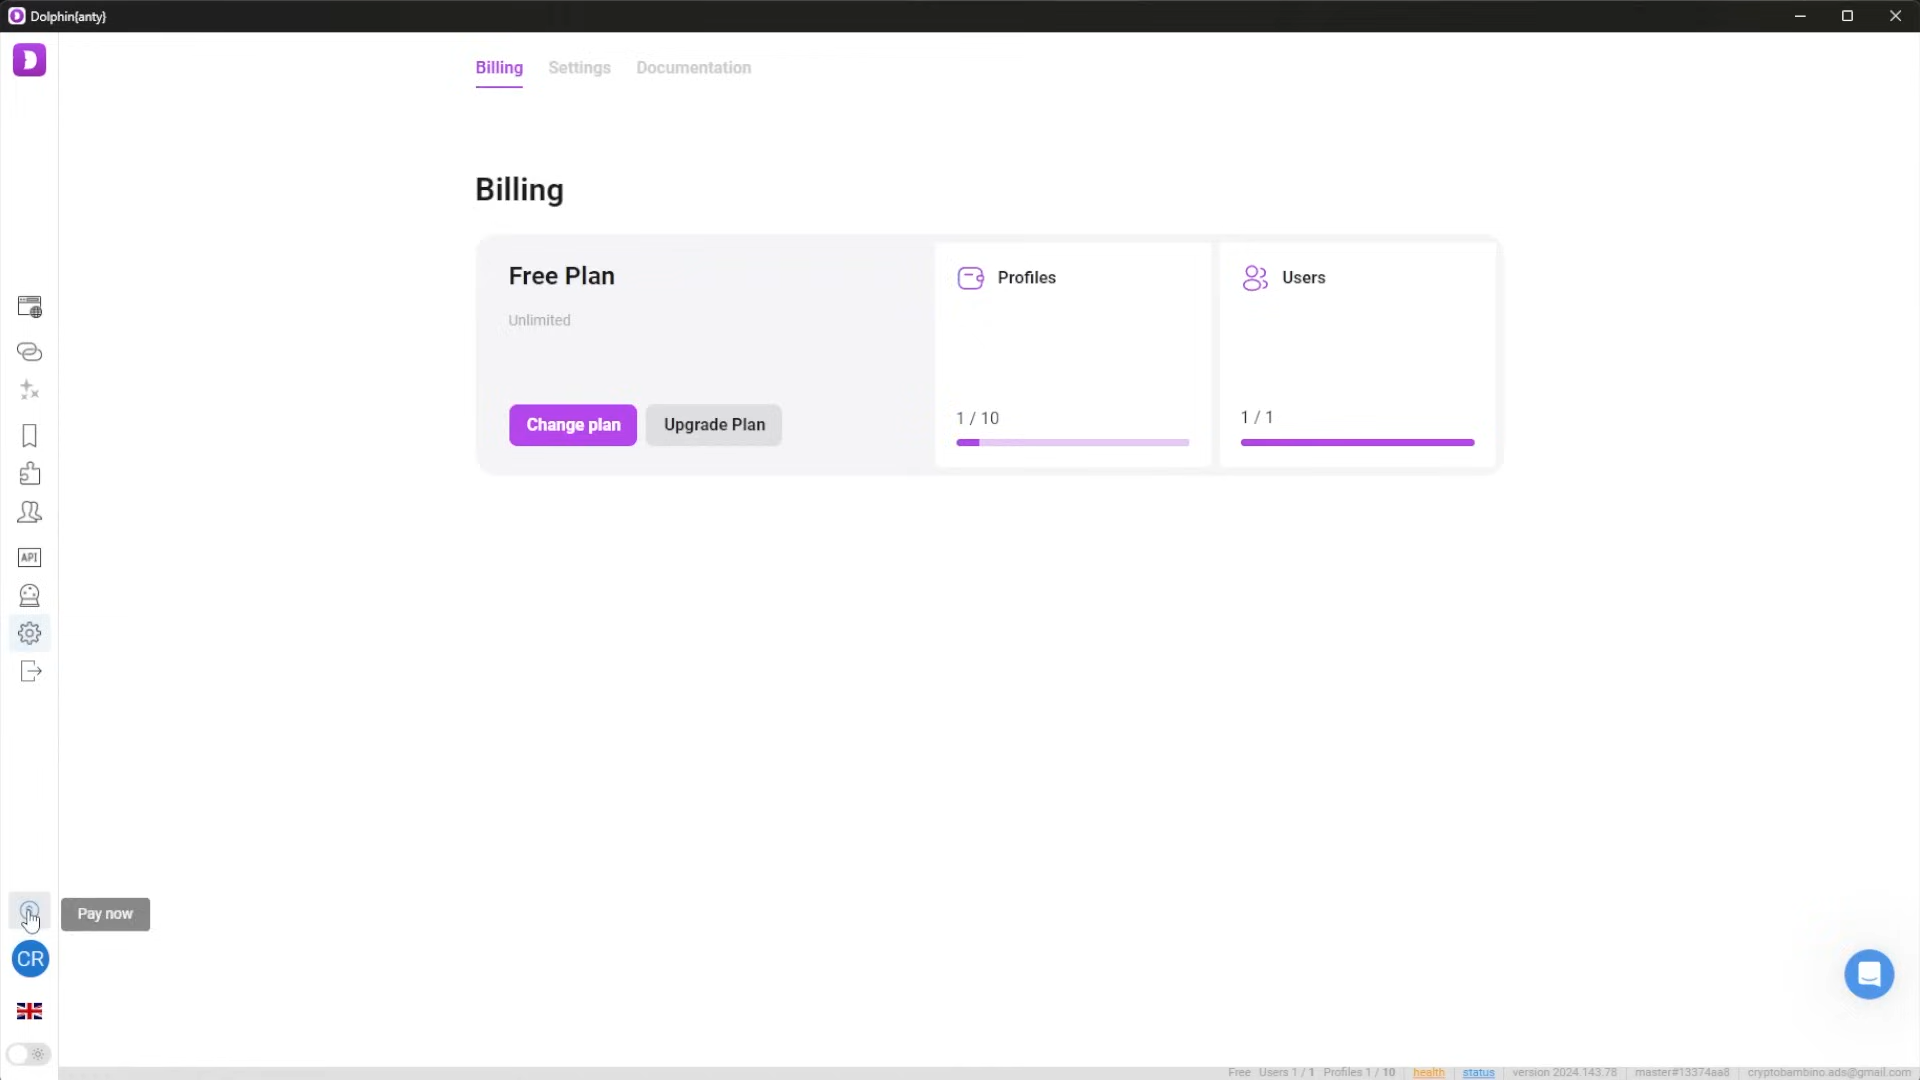 Dolphin{anty}
Billing Settings Documentation
Billing
Free Plan
Unlimited
Change plan Upgrade Plan
Profiles
1 / 10
Users
1 / 1
API
Pay now
CR
Free Users 1 / 1 Profiles 1 / 10 health status version 2024.143.78 master#13374aa8 cryptobambino.ads@gmail.com